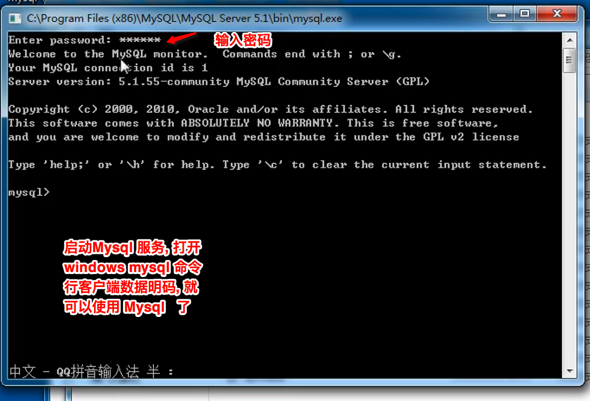 C:\Program Files (x86)\MySQL\MySQL Server 5.1\bin\mysql.exe
Enter password: ******
输入密码
Welcome to the MySQL monitor.  Commands end with ; or \g.
Your MySQL connection id is 1
Server version: 5.1.55-community MySQL Community Server (GPL)
Copyright (c) 2000, 2010, Oracle and/or its affiliates. All rights reserved.
This software comes with ABSOLUTELY NO WARRANTY. This is free software,
and you are welcome to modify and redistribute it under the GPL v2 license
Type 'help;' or '\h' for help. Type '\c' to clear the current input statement.
mysql>
启动Mysql 服务, 打开
windows mysql 命令
行客户端数据明码, 就
可以使用 Mysql 了
中文 - QQ拼音输入法 半 :